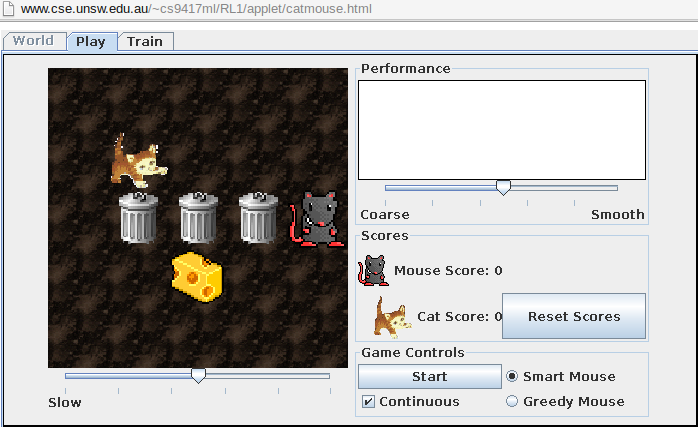 www.cse.unsw.edu.au/~cs9417ml/RL1/applet/catmouse.html
World Play Train
Performance
Coarse Smooth
Scores
Mouse Score: 0
Cat Score: 0 Reset Scores
Game Controls
Start Smart Mouse
Continuous Greedy Mouse
Slow